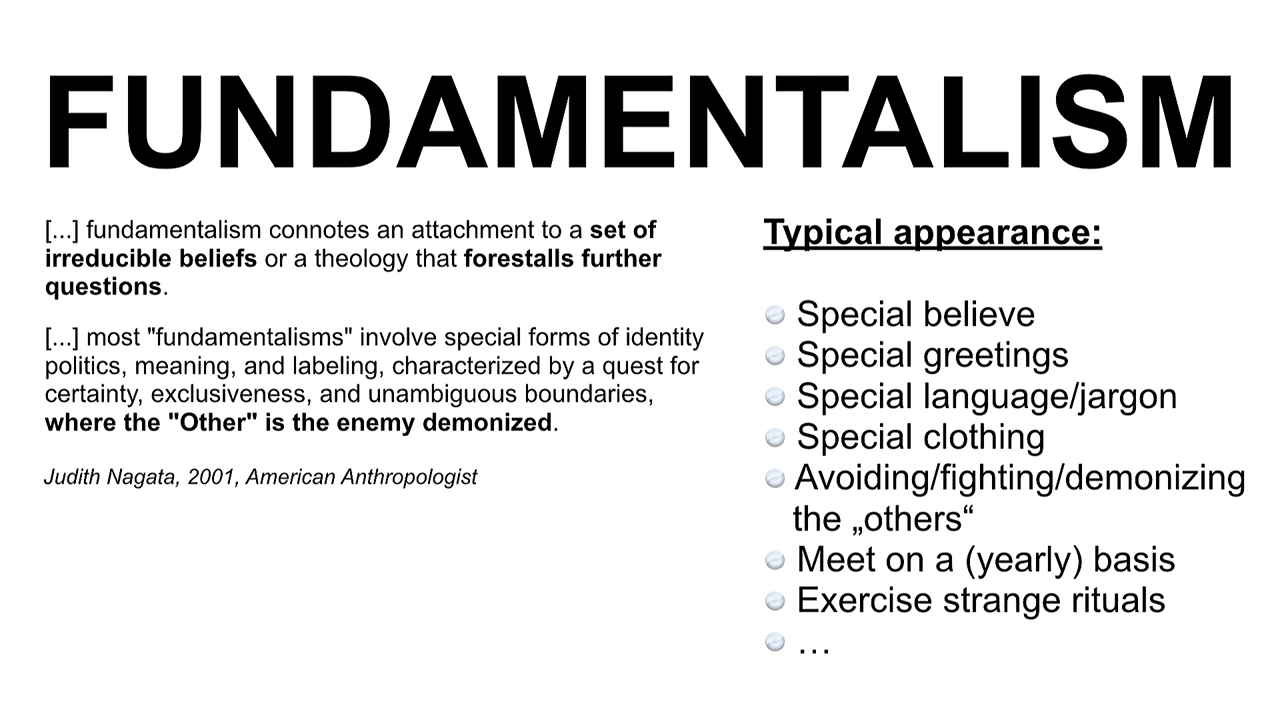 FUNDAMENTALISM
[...] fundamentalism connotes an attachment to a set of
irreducible beliefs or a theology that forestalls further
questions.
[...] most "fundamentalisms" involve special forms of identity
politics, meaning, and labeling, characterized by a quest for
certainty, exclusiveness, and unambiguous boundaries,
where the "Other" is the enemy demonized.
Judith Nagata, 2001, American Anthropologist
Typical appearance:
Special believe
Special greetings
Special language/jargon
Special clothing
Avoiding/fighting/demonizing
the „others“
Meet on a (yearly) basis
Exercise strange rituals
…